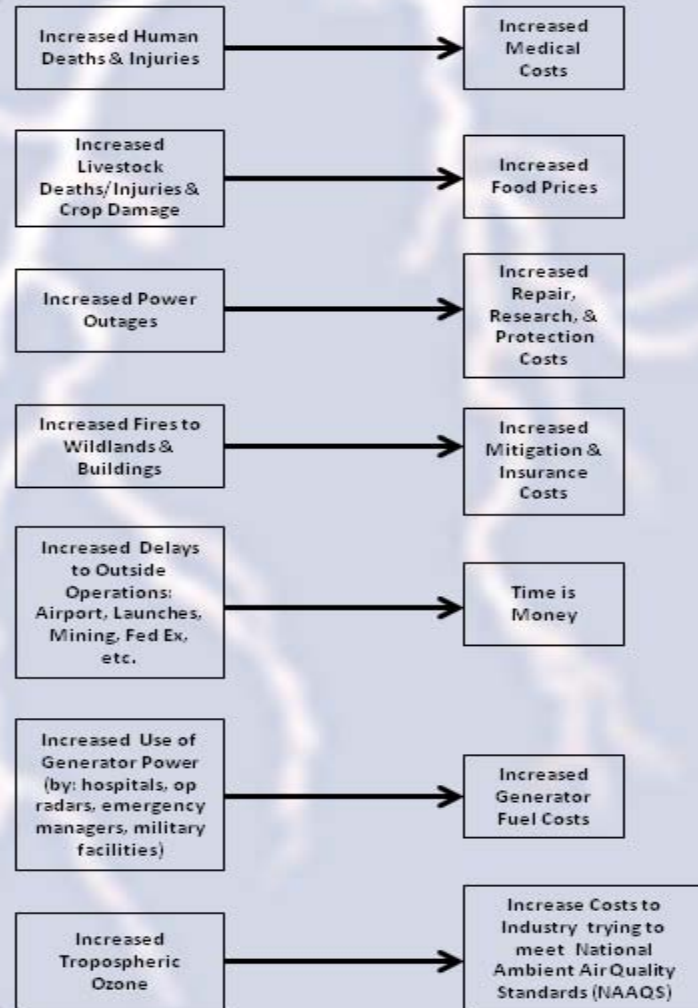 Increased Human
Deaths & Injuries
Increased
Medical
Costs
Increased
Livestock
Deaths/Injuries &
Crop Damage
Increased
Food Prices
Increased Power
Outages
Increased
Repair,
Research, &
Protection
Costs
Increased Fires to
Wildlands &
Buildings
Increased
Mitigation &
Insurance
Costs
Increased Delays
to Outside
Operations:
Airport, Launches,
Mining, Fed Ex,
etc.
Time is
Money
Increased Use of
Generator Power
(by: hospitals, op
radars, emergency
managers, military
facilities)
Increased
Generator
Fuel Costs
Increased
Tropospheric
Ozone
Increase Costs to
Industry trying to
meet National
Ambient Air Quality
Standards (NAAQS)